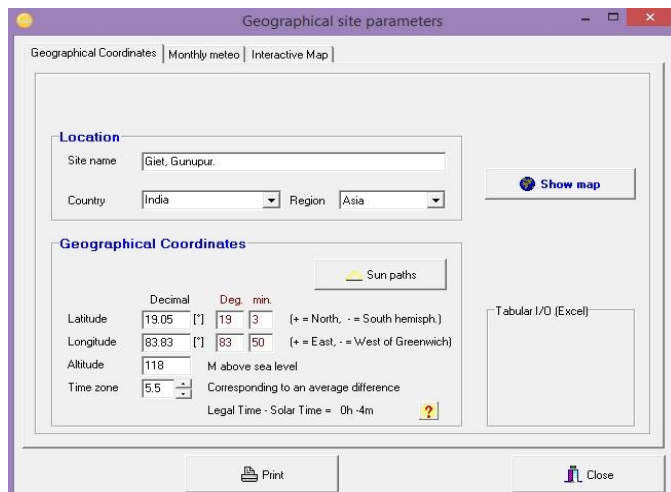 Geographical site parameters
Geographical Coordinates Monthly meteo Interactive Map
Location
Site name Giet, Gunupur.
Country India Region Asia
Show map
Geographical Coordinates
Sun paths
Decimal Deg. min.
Latitude 19.05 [°] 19 3 (+ = North, - = South hemisph.)
Longitude 83.83 [°] 83 50 (+ = East, - = West of Greenwich)
Altitude 118 M above sea level
Time zone 5.5 Corresponding to an average difference
Legal Time - Solar Time = 0h -4m ?
Tabular I/O (Excel)
Print Close